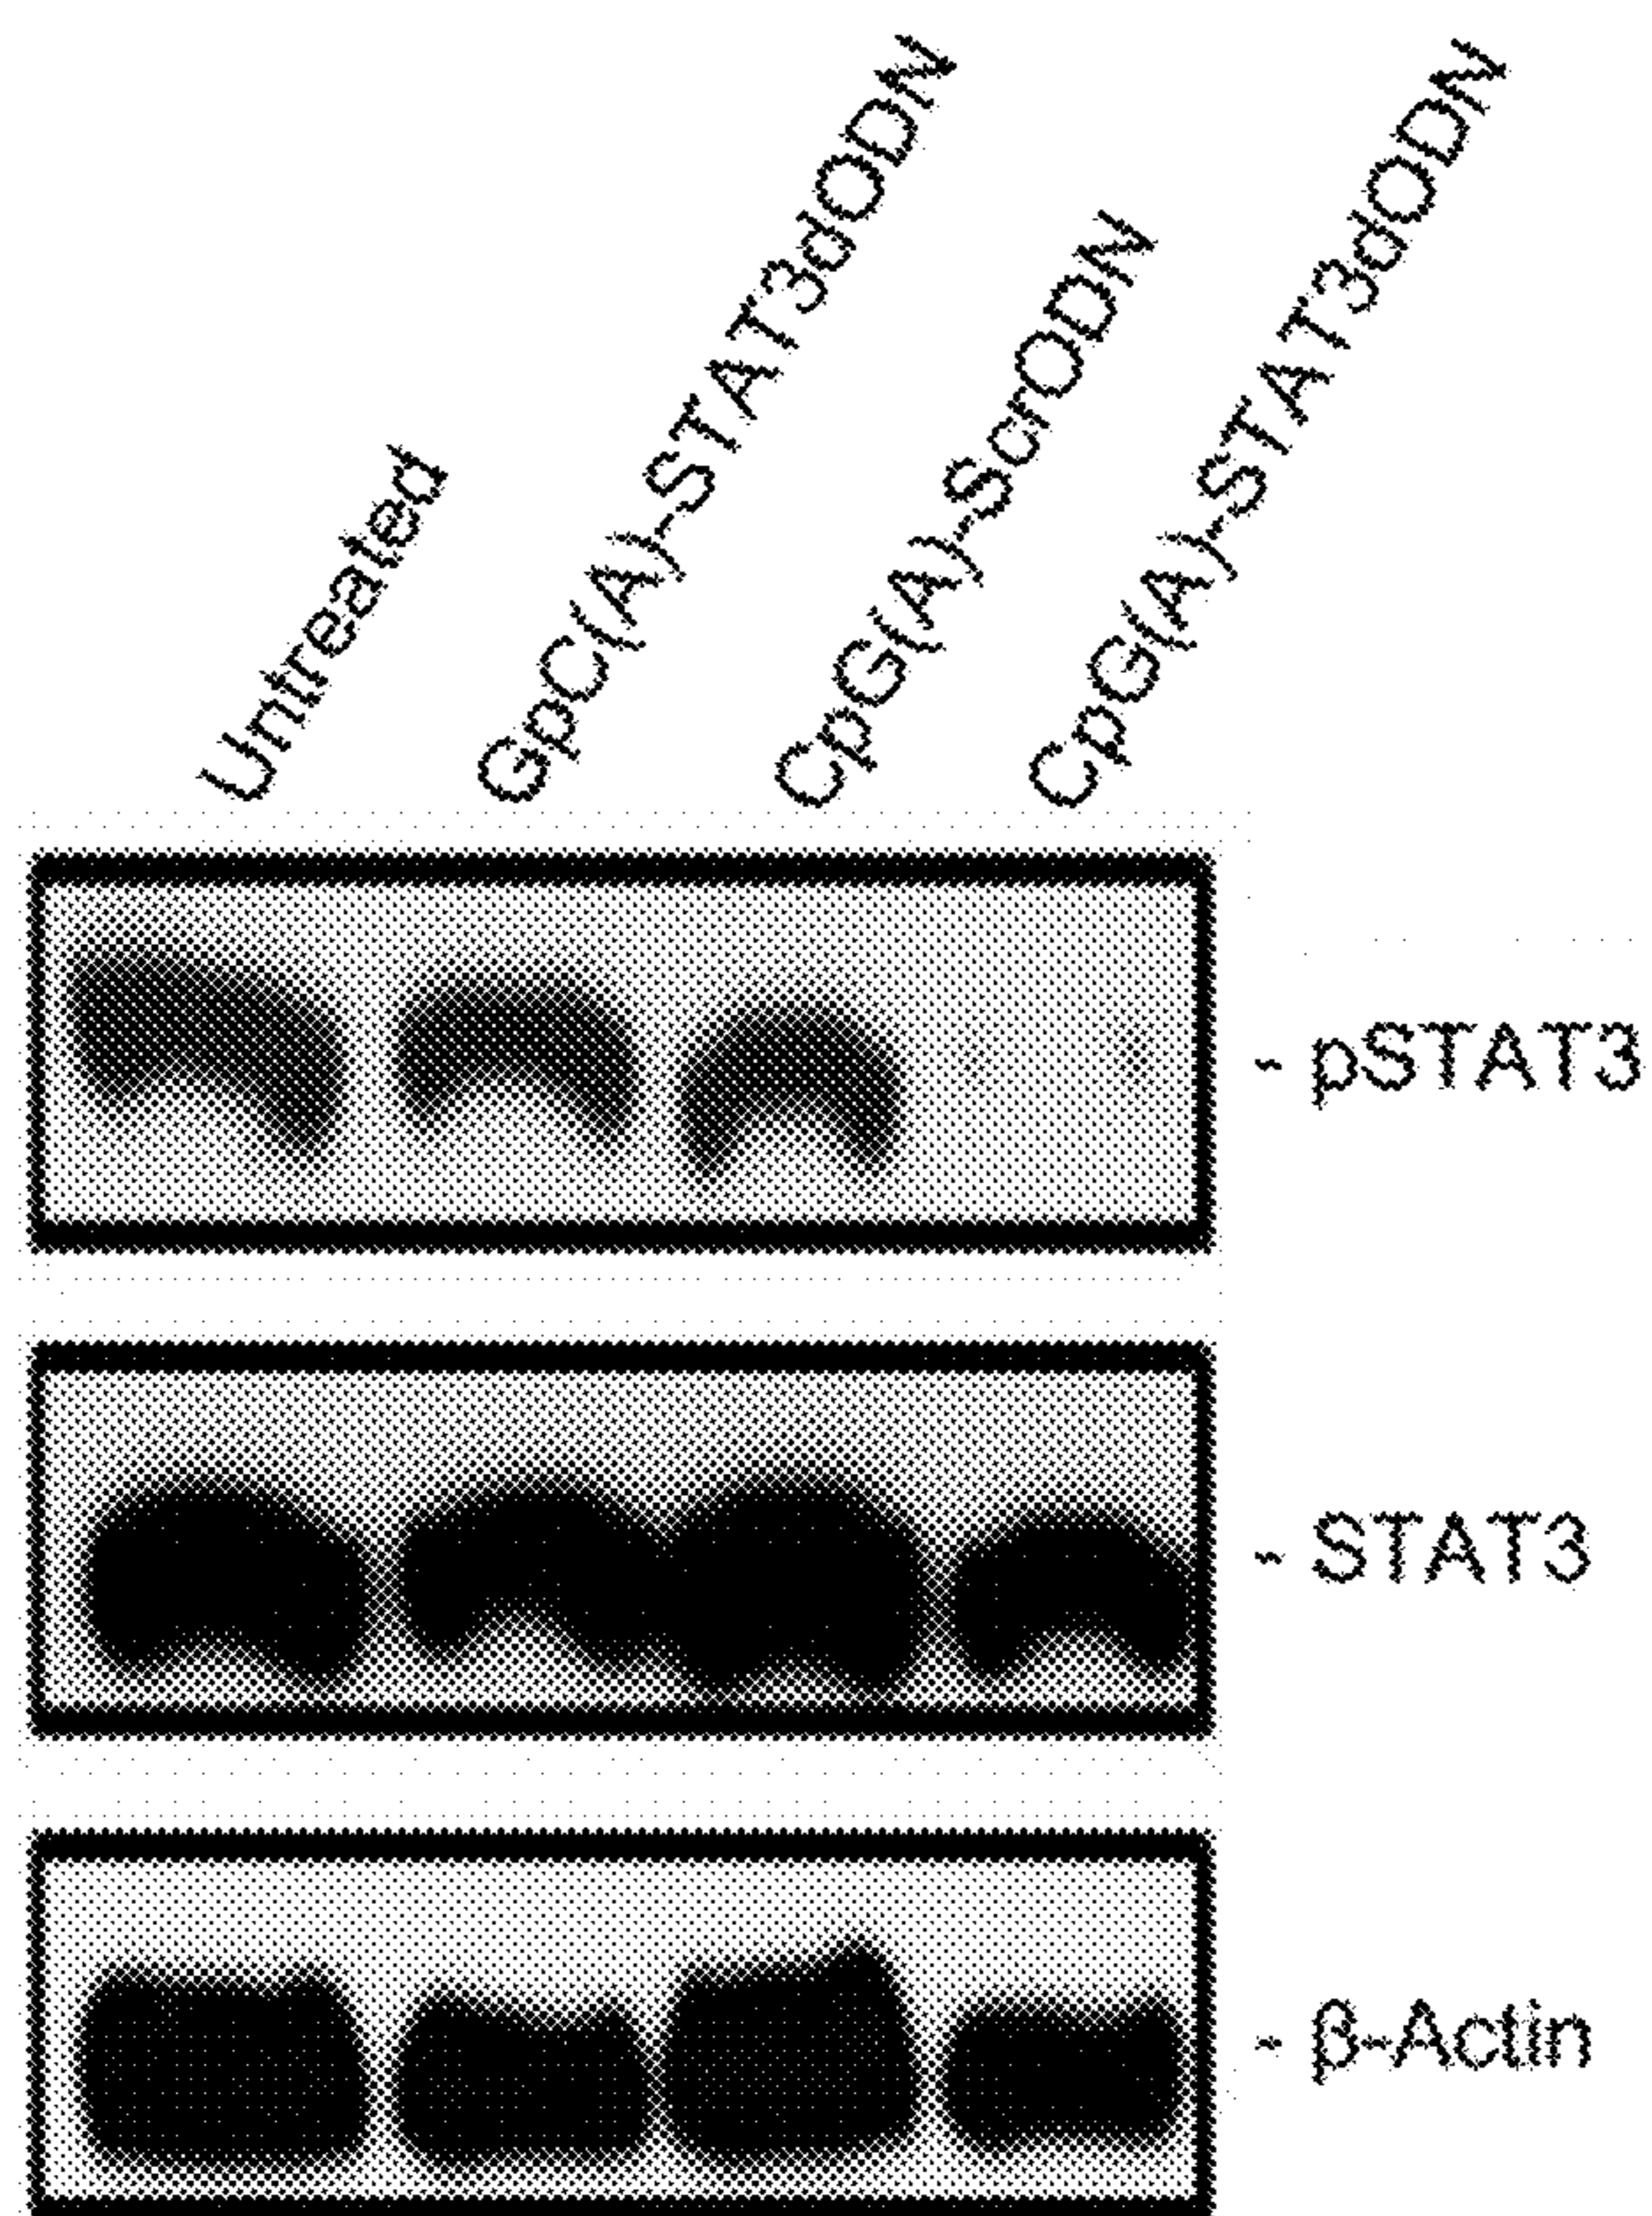 Untreated
GpC(A)-STAT3dODN
CpG(A)-ScrODN
CpG(A)-STAT3dODN
- pSTAT3
- STAT3
- β-Actin